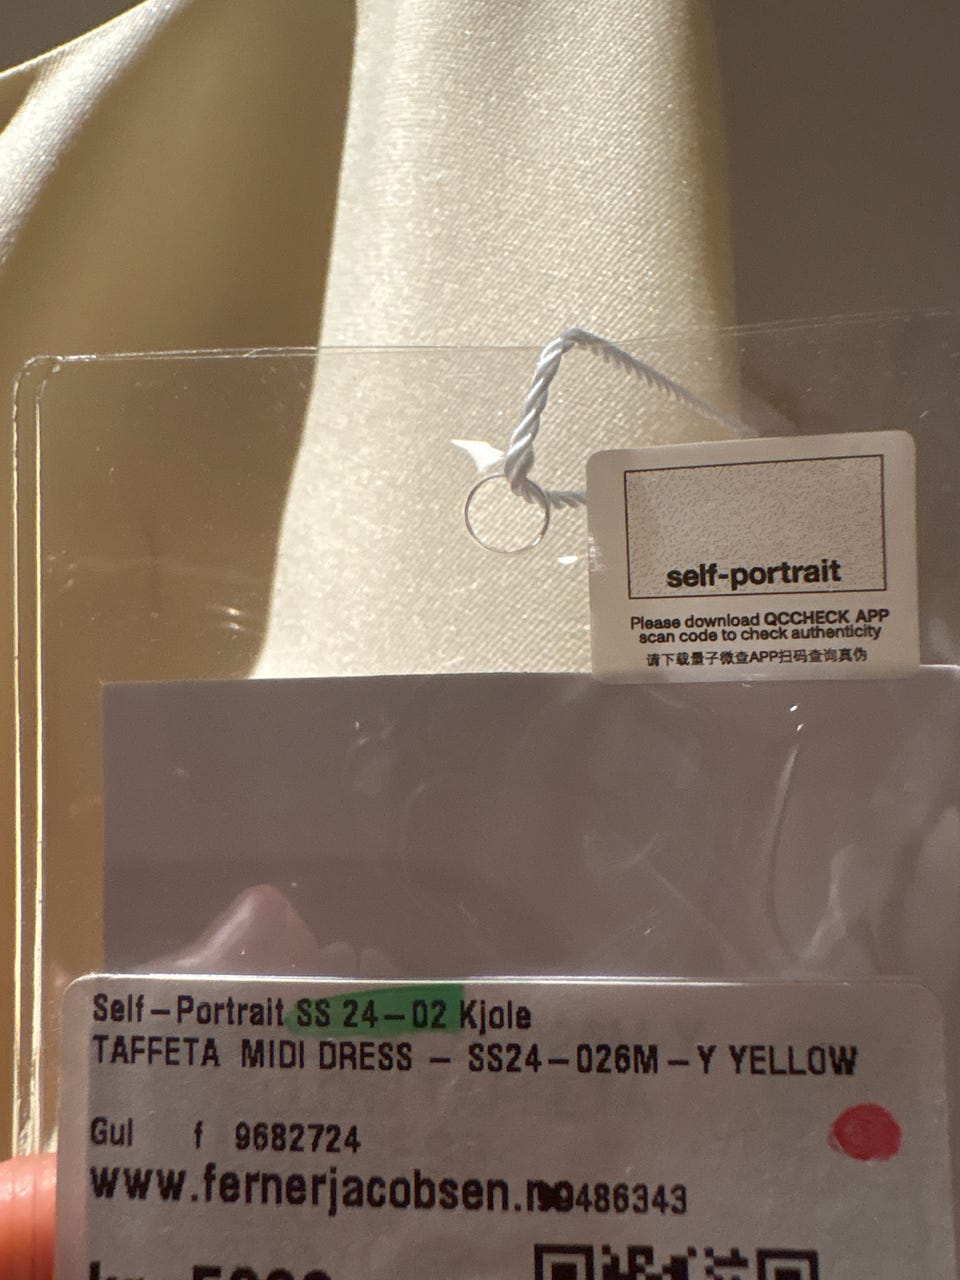 self-portrait
Please download QCCHECK APP
scan code to check authenticity
请下载量子微查APP扫码查询真伪
Self-Portrait SS 24-02 Kjole
TAFFETA MIDI DRESS - SS24-026M-Y YELLOW
Gul f 9682724
www.fernerjacobsen.no 9486343